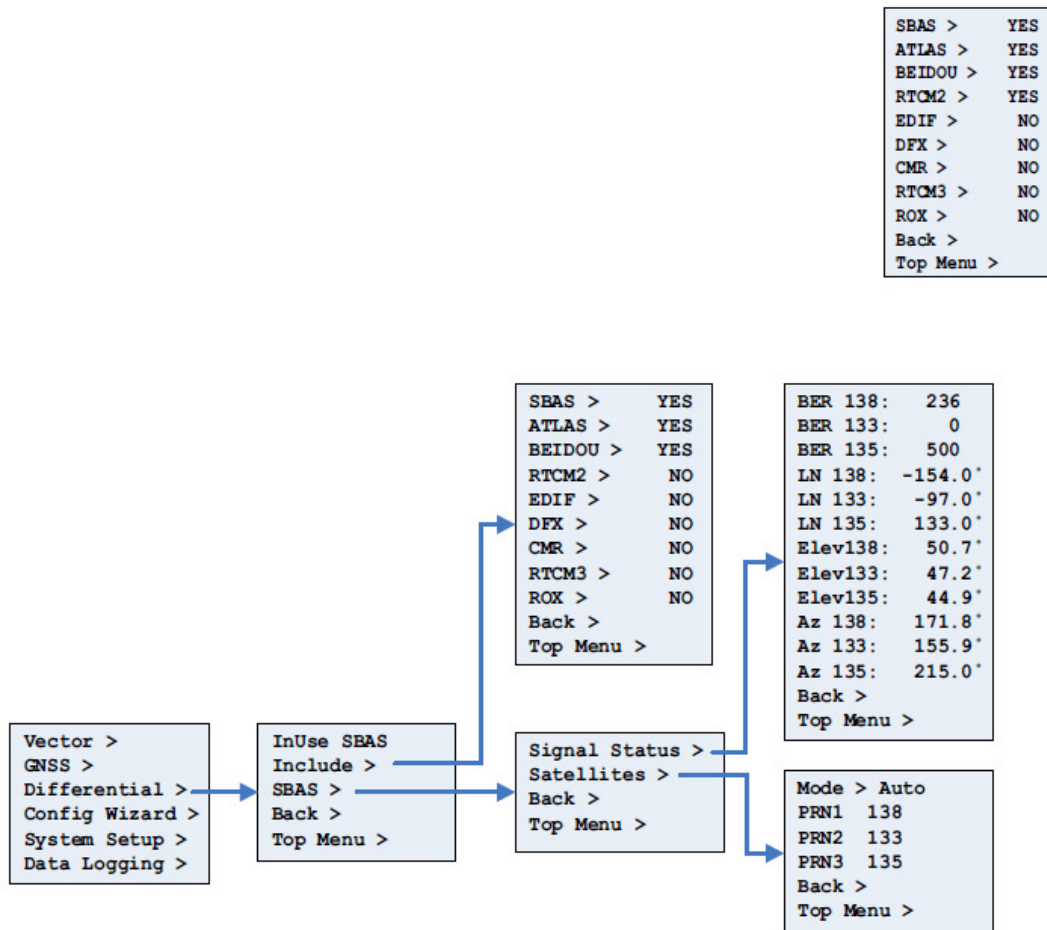 SBAS > YES
ATLAS > YES
BEIDOU > YES
RTCM2 > YES
EDIF > NO
DFX > NO
CMR > NO
RTCM3 > NO
ROX > NO
Back >
Top Menu >
SBAS > YES
ATLAS > YES
BEIDOU > YES
RTCM2 > NO
EDIF > NO
DFX > NO
CMR > NO
RTCM3 > NO
ROX > NO
Back >
Top Menu >
BER 138: 236
BER 133: 0
BER 135: 500
LN 138: -154.0°
LN 133: -97.0°
LN 135: 133.0°
Elev138: 50.7°
Elev133: 47.2°
Elev135: 44.9°
Az 138: 171.8°
Az 133: 155.9°
Az 135: 215.0°
Back >
Top Menu >
Vector >
GNSS >
Differential >
Config Wizard >
System Setup >
Data Logging >
InUse SBAS
Include >
SBAS >
Back >
Top Menu >
Signal Status >
Satellites >
Back >
Top Menu >
Mode > Auto
PRN1 138
PRN2 133
PRN3 135
Back >
Top Menu >